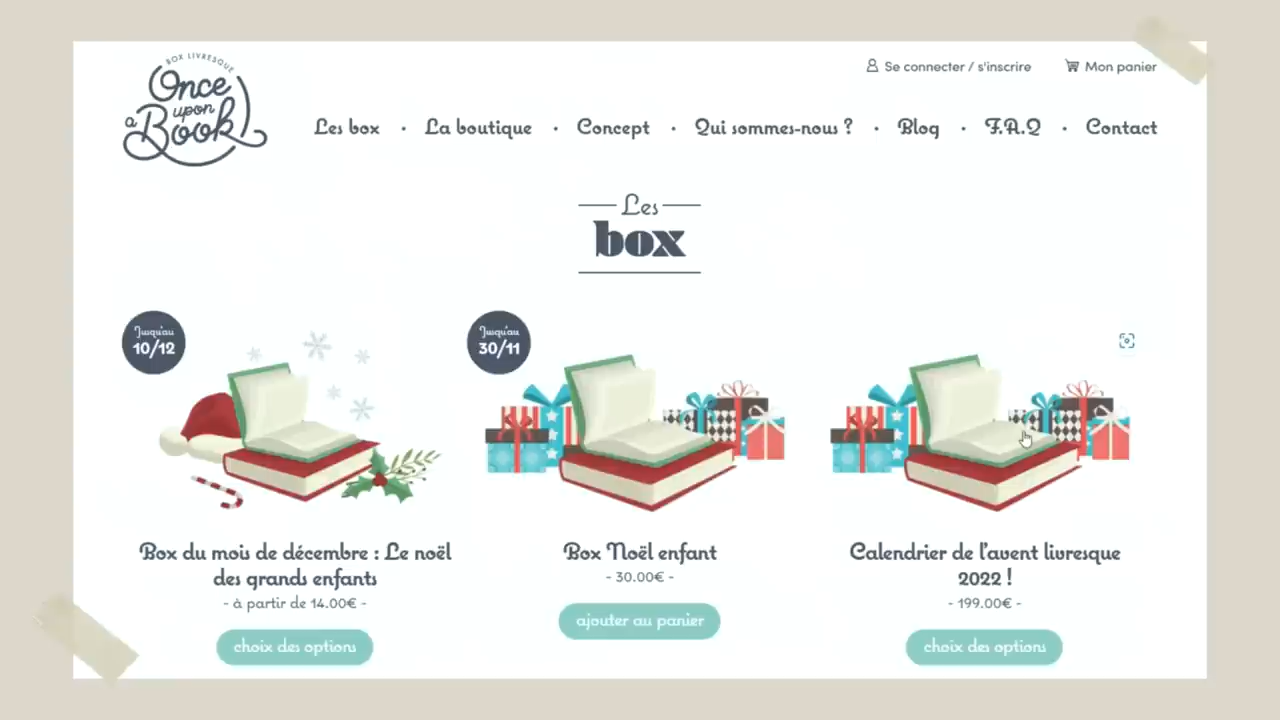 BOX LIVRESQUE
Once
upon
a Book
Se connecter / s'inscrire
Mon panier
Les box • La boutique • Concept • Qui sommes-nous ? • Blog • F.A.Q • Contact
Les
box
Jusqu'au
10/12
Jusqu'au
30/11
Box du mois de décembre : Le noël
des grands enfants
- à partir de 14.00€ -
choix des options
Box Noël enfant
- 30.00€ -
ajouter au panier
Calendrier de l'avent livresque
2022 !
- 199.00€ -
choix des options